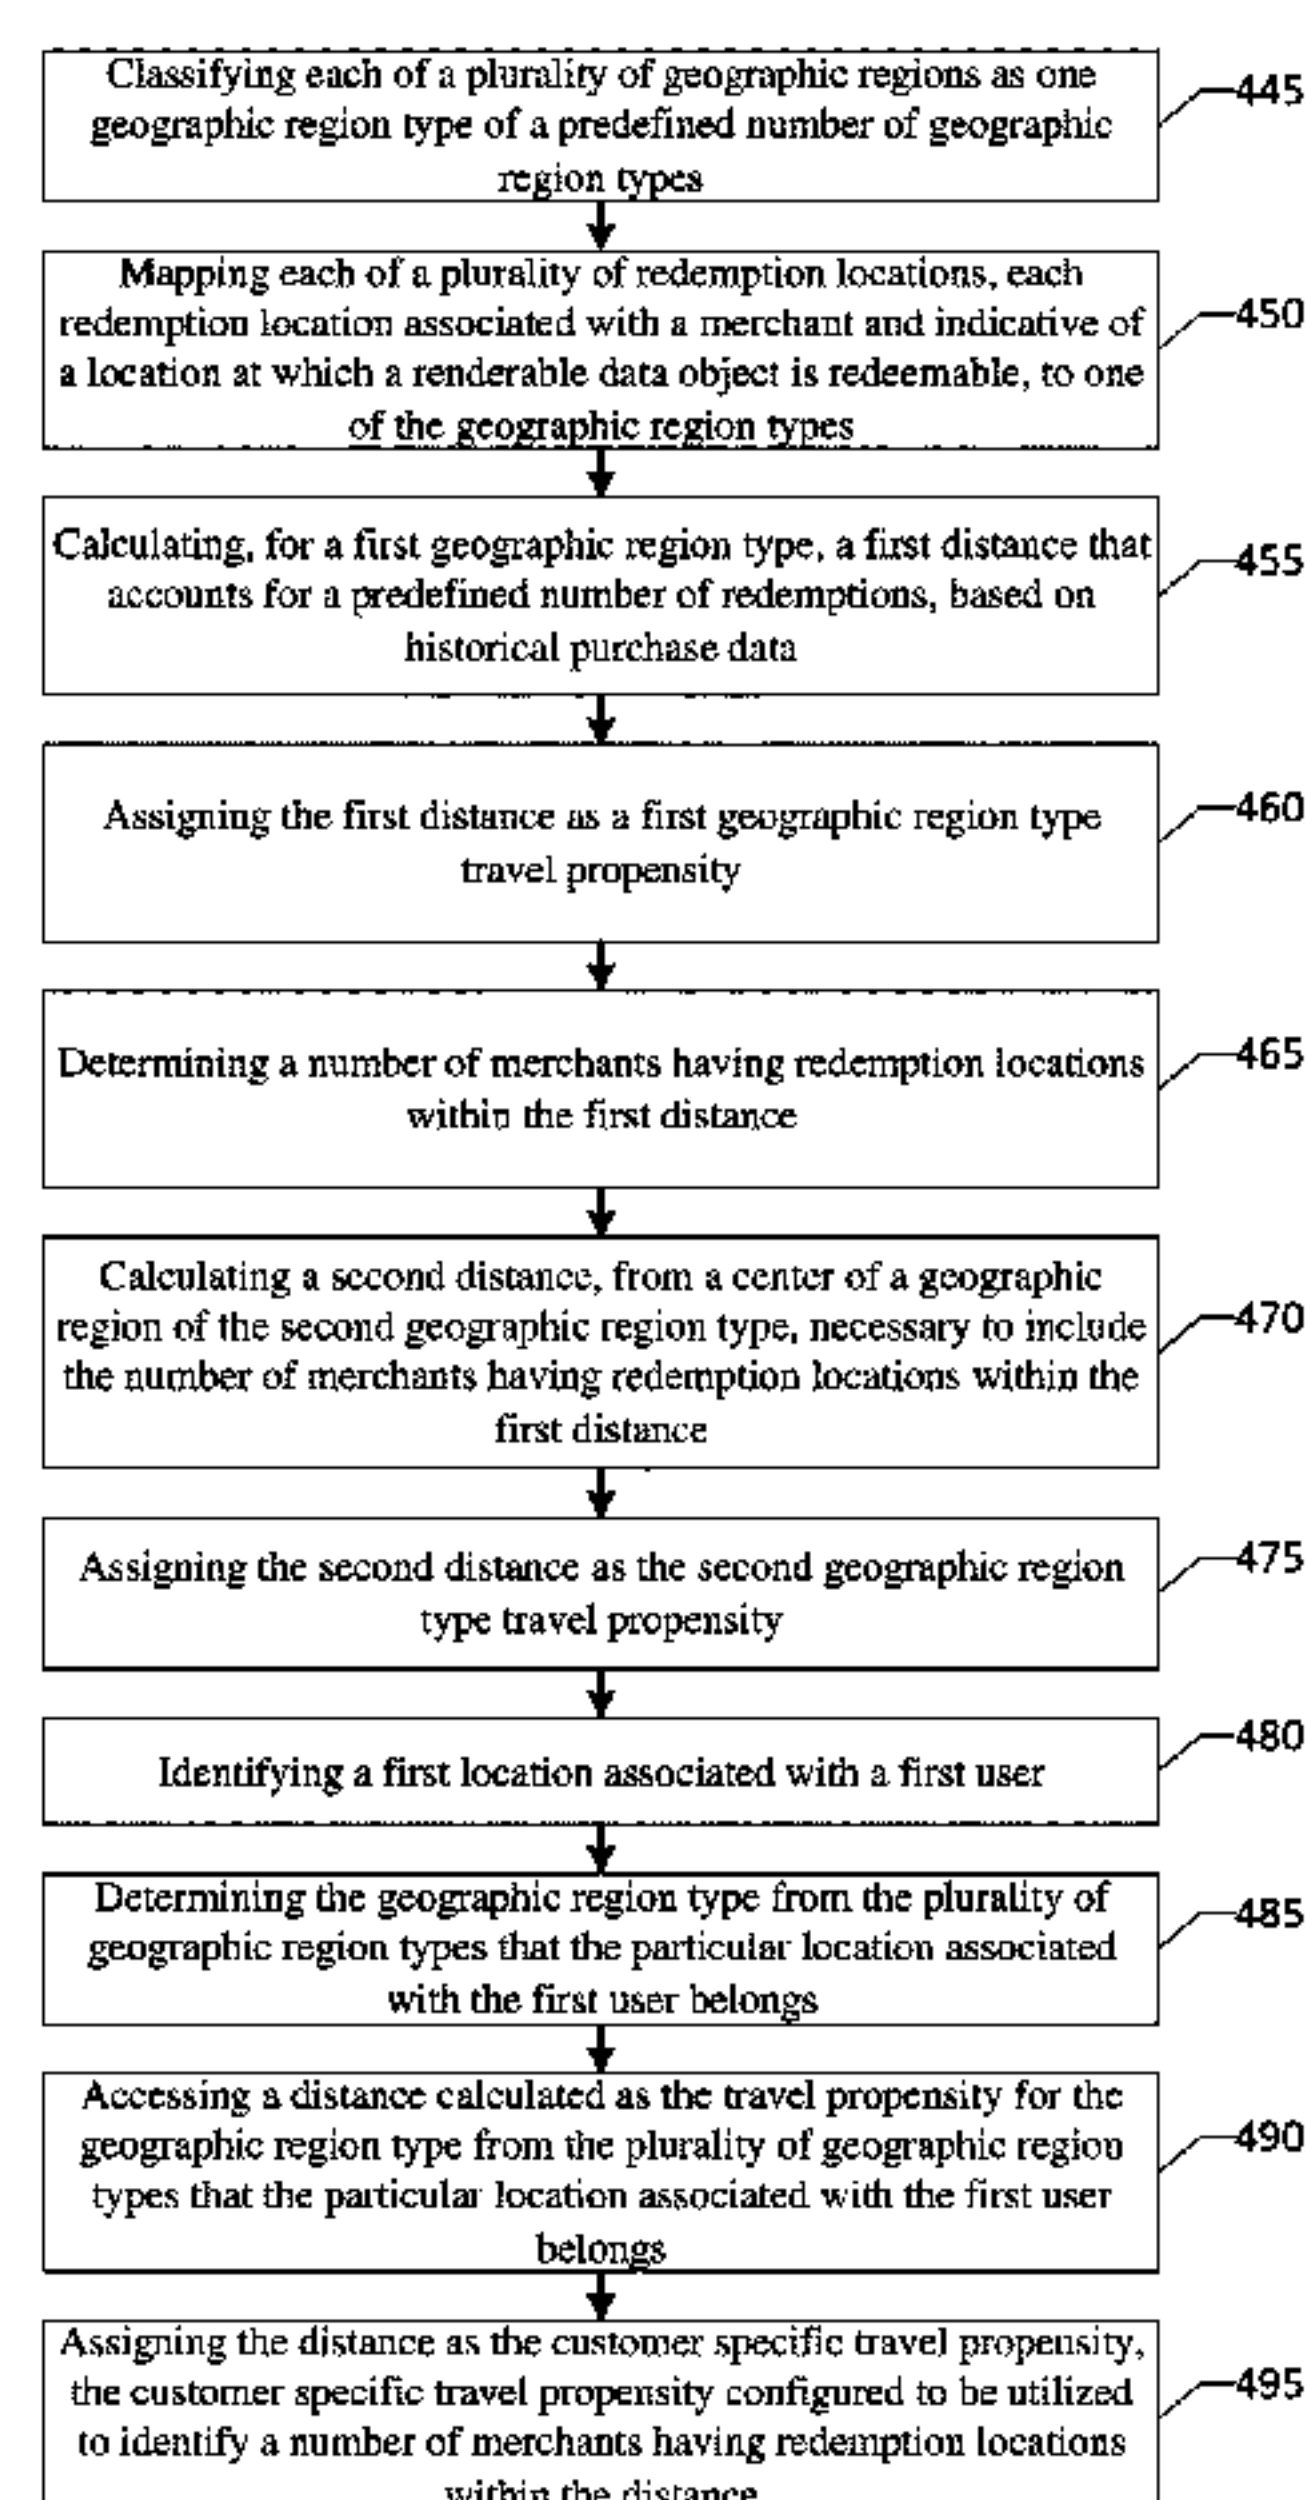 Classifying each of a plurality of geographic regions as one
geographic region type of a predefined number of geographic
region types
445
Mapping each of a plurality of redemption locations, each
redemption location associated with a merchant and indicative of
a location at which a renderable data object is redeemable, to one
of the geographic region types
450
Calculating, for a first geographic region type, a first distance that
accounts for a predefined number of redemptions, based on
historical purchase data
455
Assigning the first distance as a first geographic region type
travel propensity
460
Determining a number of merchants having redemption locations
within the first distance
465
Calculating a second distance, from a center of a geographic
region of the second geographic region type, necessary to include
the number of merchants having redemption locations within the
first distance
470
Assigning the second distance as the second geographic region
type travel propensity
475
Identifying a first location associated with a first user
480
Determining the geographic region type from the plurality of
geographic region types that the particular location associated
with the first user belongs
485
Accessing a distance calculated as the travel propensity for the
geographic region type from the plurality of geographic region
types that the particular location associated with the first user
belongs
490
Assigning the distance as the customer specific travel propensity,
the customer specific travel propensity configured to be utilized
to identify a number of merchants having redemption locations
within the distance
495